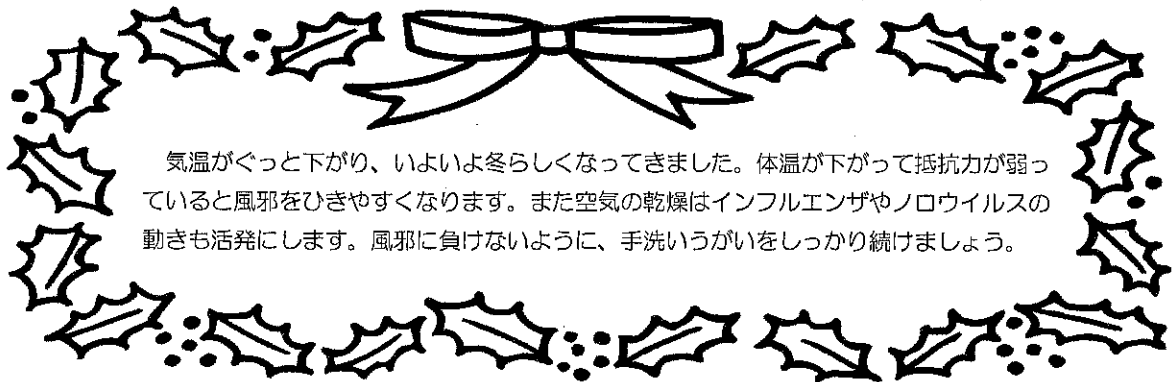 気温がぐっと下がり、いよいよ冬らしくなってきました。体温が下がって抵抗力が弱っ
ていると風邪をひきやすくなります。また空気の乾燥はインフルエンザやノロウイルスの
動きも活発にします。風邪に負けないように、手洗いうがいをしっかり続けましょう。